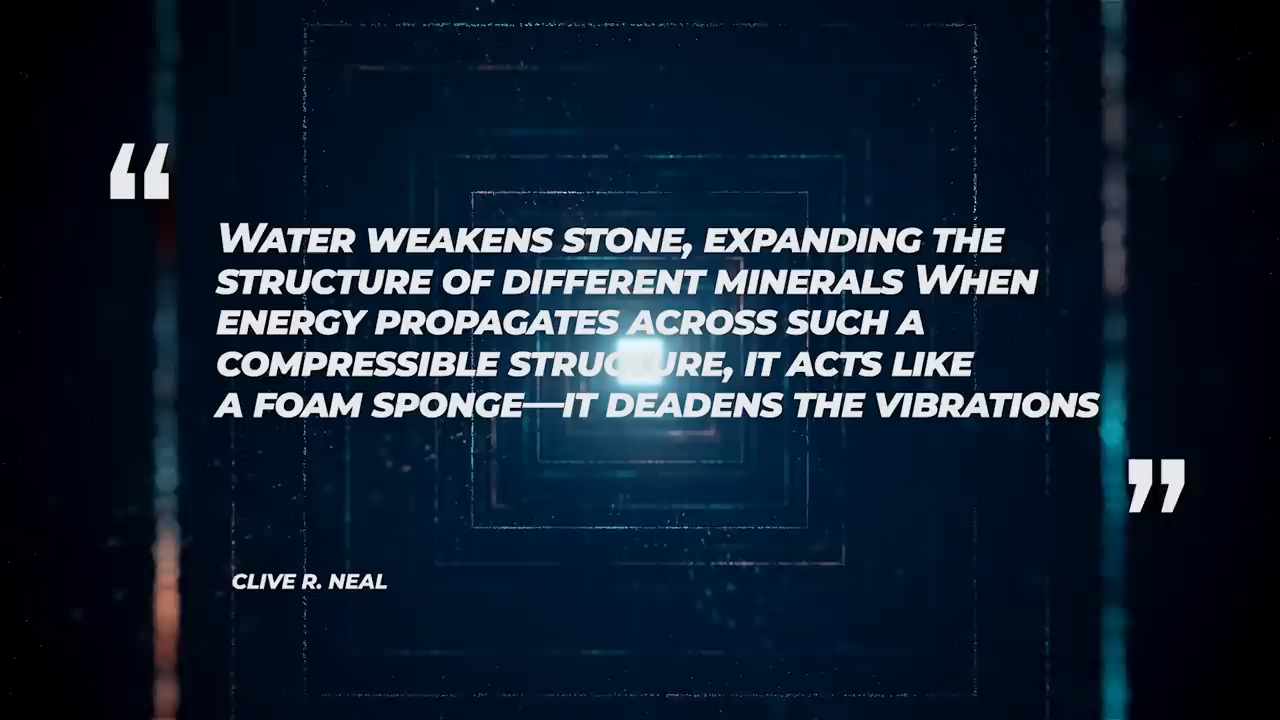 “
WATER WEAKENS STONE, EXPANDING THE
STRUCTURE OF DIFFERENT MINERALS WHEN
ENERGY PROPAGATES ACROSS SUCH A
COMPRESSIBLE STRUCTURE, IT ACTS LIKE
A FOAM SPONGE—IT DEADENS THE VIBRATIONS
”
CLIVE R. NEAL